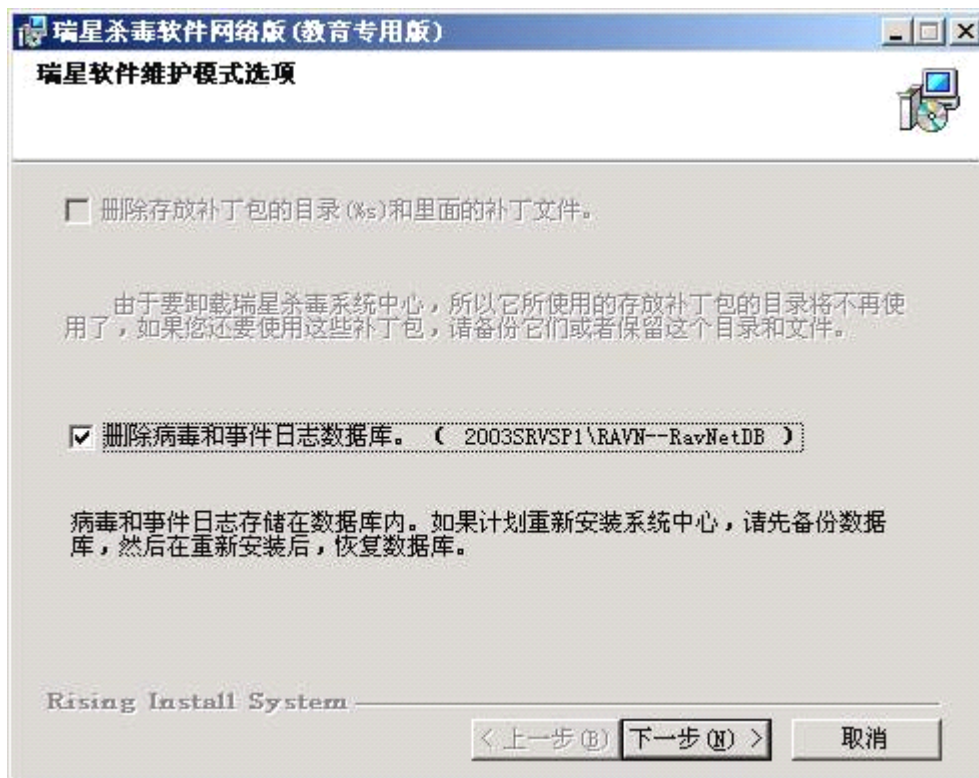 瑞星杀毒软件网络版(教育专用版)
瑞星软件维护模式选项
删除存放补丁包的目录(%s)和里面的补丁文件。
由于要卸载瑞星杀毒系统中心,所以它所使用的存放补丁包的目录将不再使
用了,如果您还要使用这些补丁包,请备份它们或者保留这个目录和文件。
删除病毒和事件日志数据库。 ( 2003SRVSP1\RAVN--RavNetDB )
病毒和事件日志存储在数据库内。如果计划重新安装系统中心,请先备份数据
库,然后在重新安装后,恢复数据库。
Rising Install System
< 上一步(B) 下一步(N) > 取消